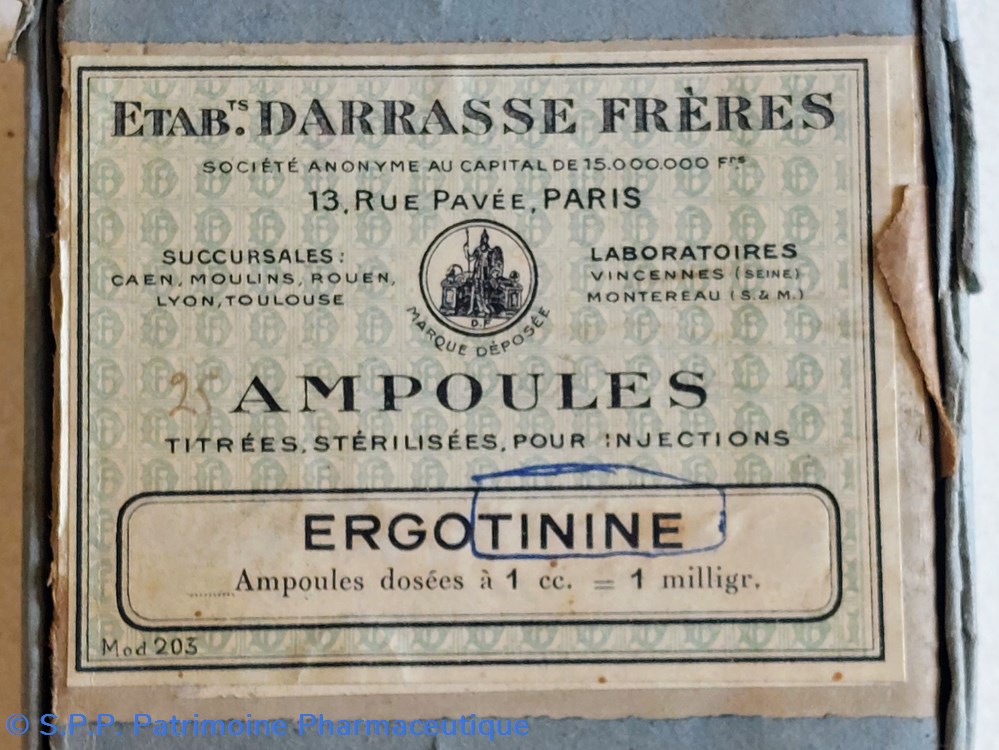 ETAB.TS DARRASSE FRÈRES
SOCIÉTÉ ANONYME AU CAPITAL DE 15.000.000 Frs
13, RUE PAVÉE, PARIS
SUCCURSALES:
CAEN, MOULINS, ROUEN,
LYON, TOULOUSE
LABORATOIRES
VINCENNES (SEINE)
MONTEREAU (S.& M.)
D.F
MARQUE DÉPOSÉE
25 AMPOULES
TITRÉES, STÉRILISÉES, POUR INJECTIONS
ERGOTININE
Ampoules dosées à 1 cc. = 1 milligr.
Mod 203
© S.P.P. Patrimoine Pharmaceutique